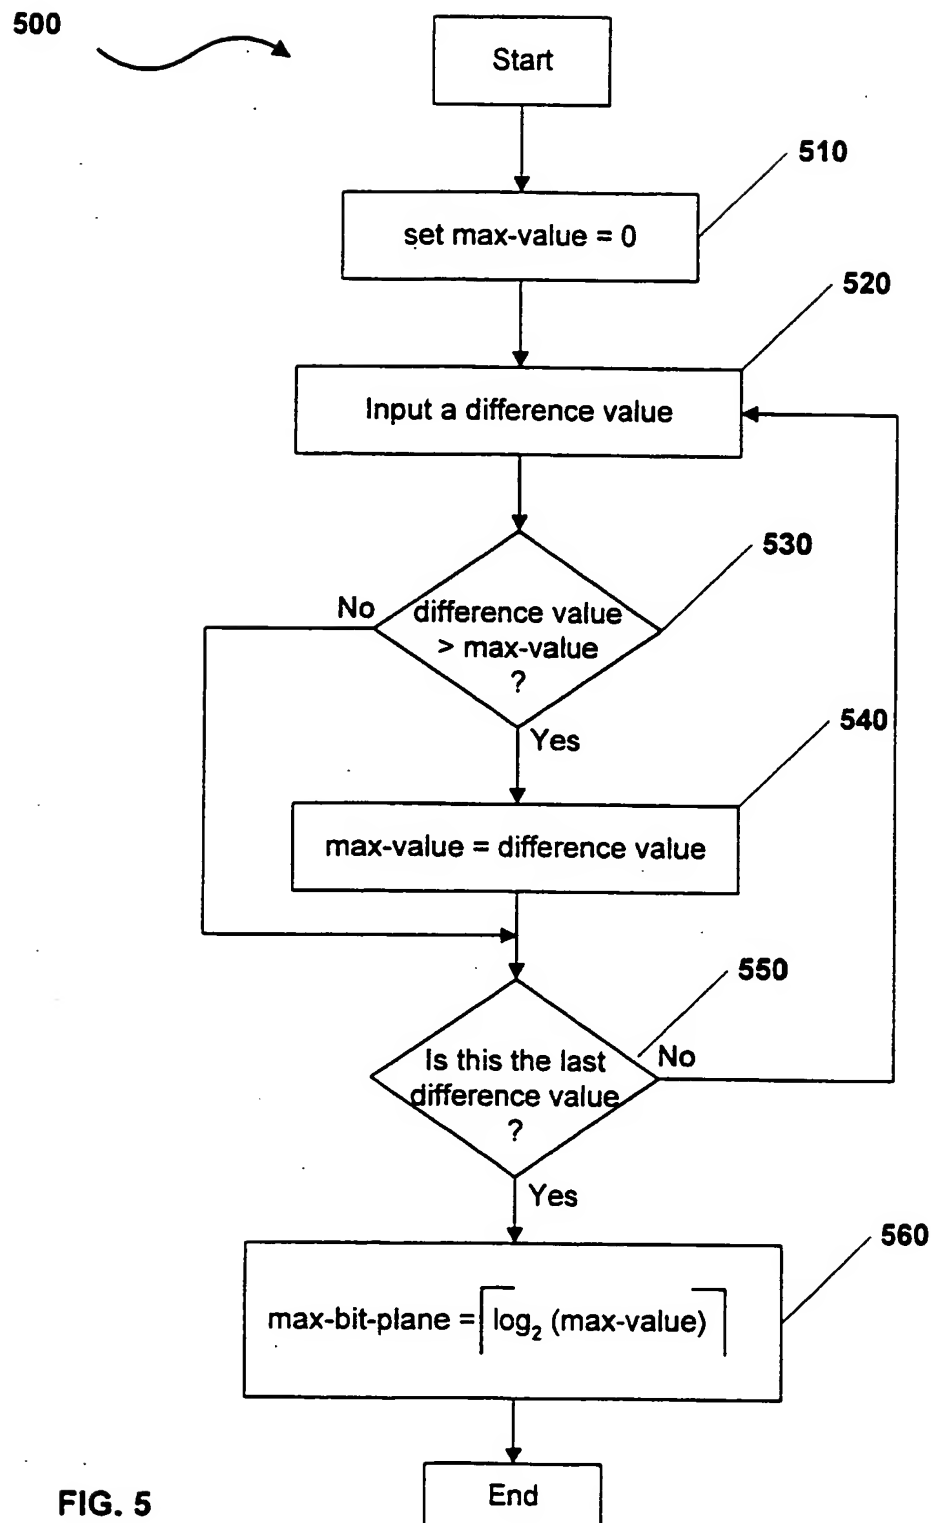 500
Start
510
set max-value = 0
520
Input a difference value
530
No
difference value
> max-value
?
Yes
540
max-value = difference value
550
Is this the last
difference value
?
No
Yes
560
max-bit-plane = ⌈log₂ (max-value)⌉
End
FIG. 5